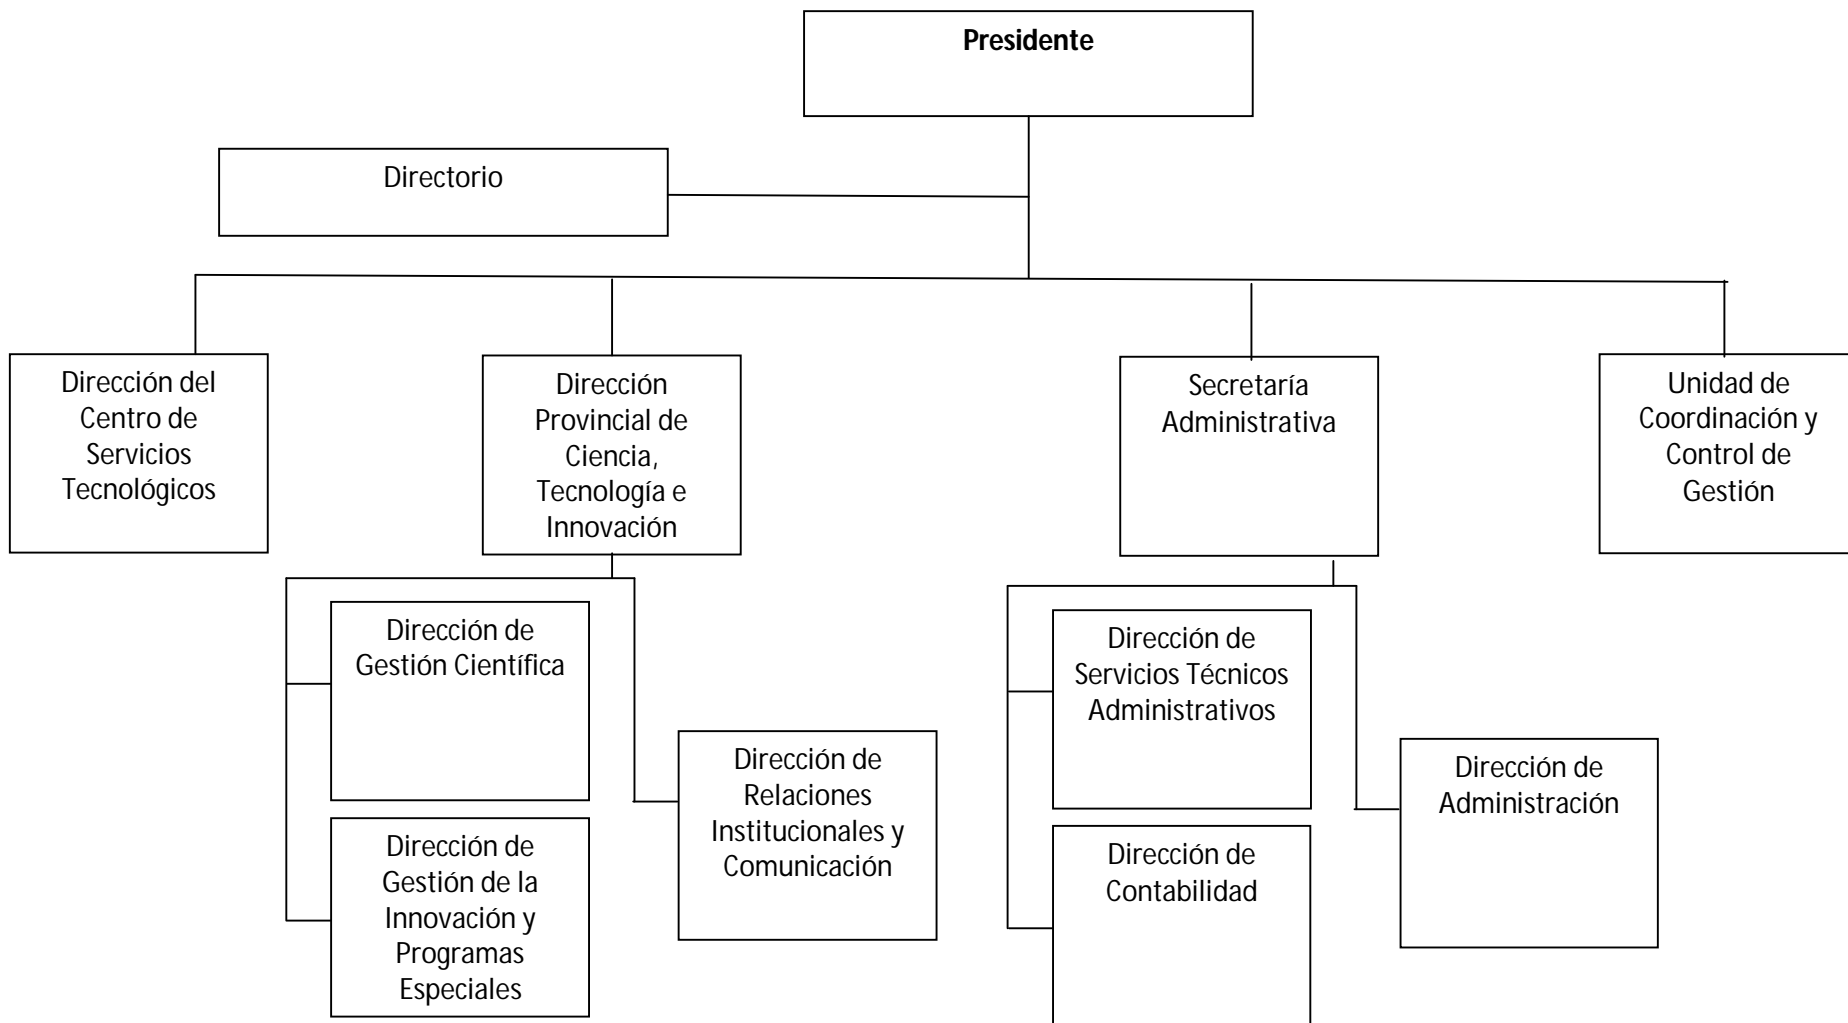 Presidente
Directorio
Dirección del
Centro de
Servicios
Tecnológicos
Dirección
Provincial de
Ciencia,
Tecnología e
Innovación
Secretaría
Administrativa
Unidad de
Coordinación y
Control de
Gestión
Dirección de
Gestión Científica
Dirección de
Gestión de la
Innovación y
Programas
Especiales
Dirección de
Relaciones
Institucionales y
Comunicación
Dirección de
Servicios Técnicos
Administrativos
Dirección de
Contabilidad
Dirección de
Administración